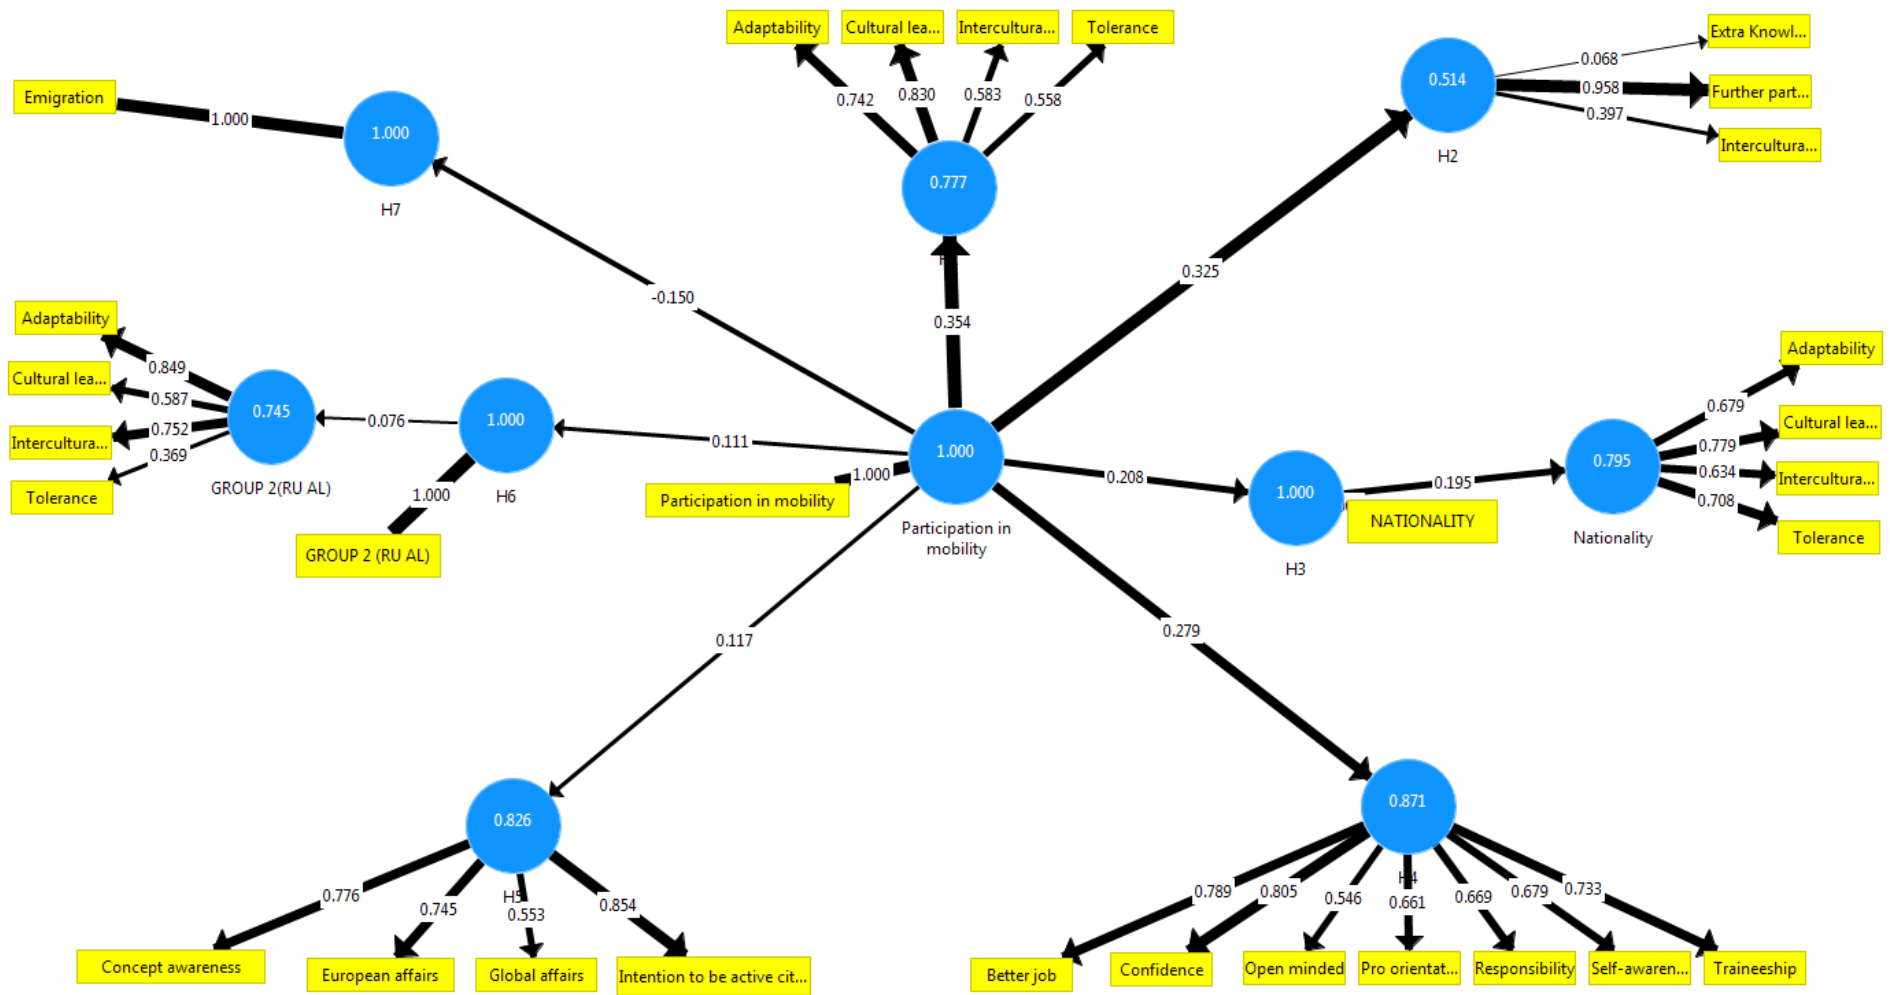 Adaptability
Cultural lea...
Intercultura...
Tolerance
0.742
0.830
0.583
0.558
0.777
Extra Knowl...
Further part...
Intercultura...
0.068
0.958
0.397
0.514
H2
Emigration
1.000
1.000
H7
-0.150
0.354
0.325
Adaptability
Cultural lea...
Intercultura...
Tolerance
0.849
0.587
0.752
0.369
0.745
GROUP 2(RU AL)
0.076
1.000
H6
1.000
GROUP 2 (RU AL)
0.111
1.000
Participation in mobility
1.000
Participation in
mobility
0.208
1.000
H3
NATIONALITY
0.195
0.795
Nationality
Adaptability
Cultural lea...
Intercultura...
Tolerance
0.679
0.779
0.634
0.708
0.117
0.279
0.826
H5
0.776
0.745
0.553
0.854
Concept awareness
European affairs
Global affairs
Intention to be active cit...
0.871
H4
0.789
0.805
0.546
0.661
0.669
0.679
0.733
Better job
Confidence
Open minded
Pro orientat...
Responsibility
Self-awaren...
Traineeship